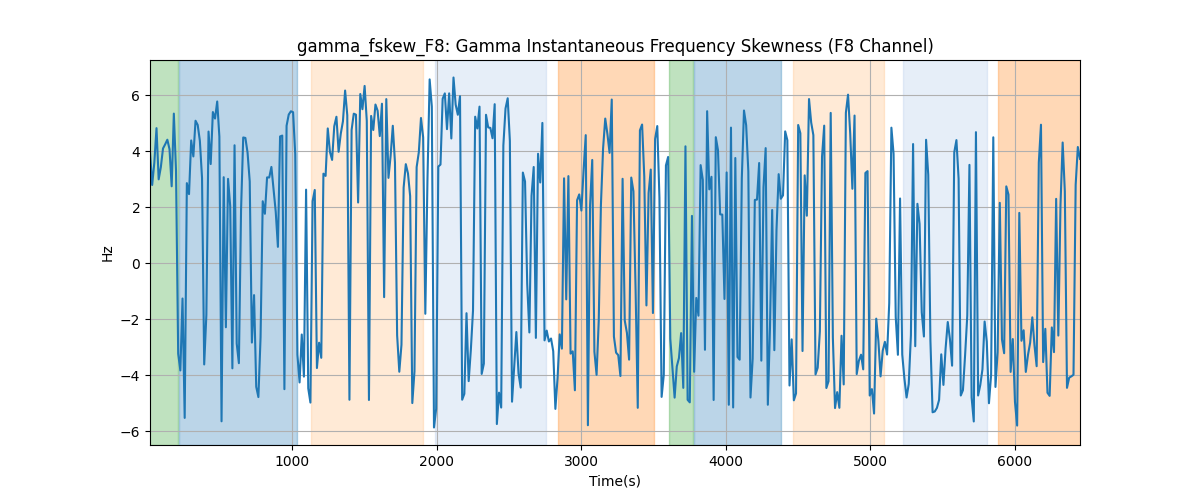 gamma_fskew_F8: Gamma Instantaneous Frequency Skewness (F8 Channel)
Hz
6
4
2
0
−2
−4
−6
1000 2000 3000 4000 5000 6000
Time(s)